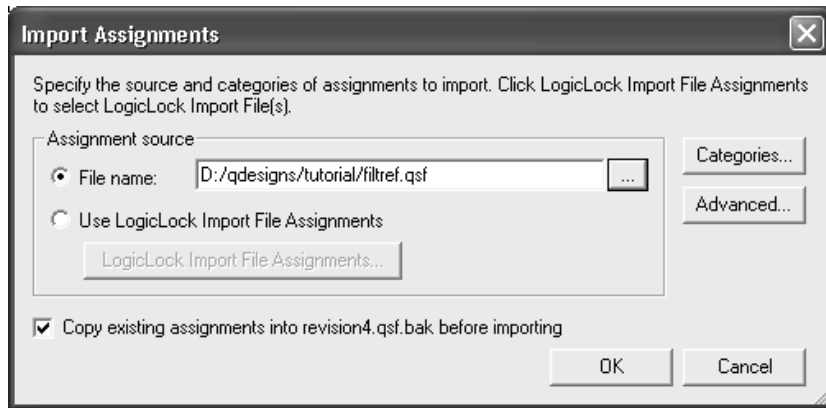 Import Assignments
Specify the source and categories of assignments to import. Click LogicLock Import File Assignments
to select LogicLock Import File(s).
Assignment source
File name: D:/qdesigns/tutorial/filtref.qsf ...
Categories...
Use LogicLock Import File Assignments
Advanced...
LogicLock Import File Assignments...
Copy existing assignments into revision4.qsf.bak before importing
OK Cancel